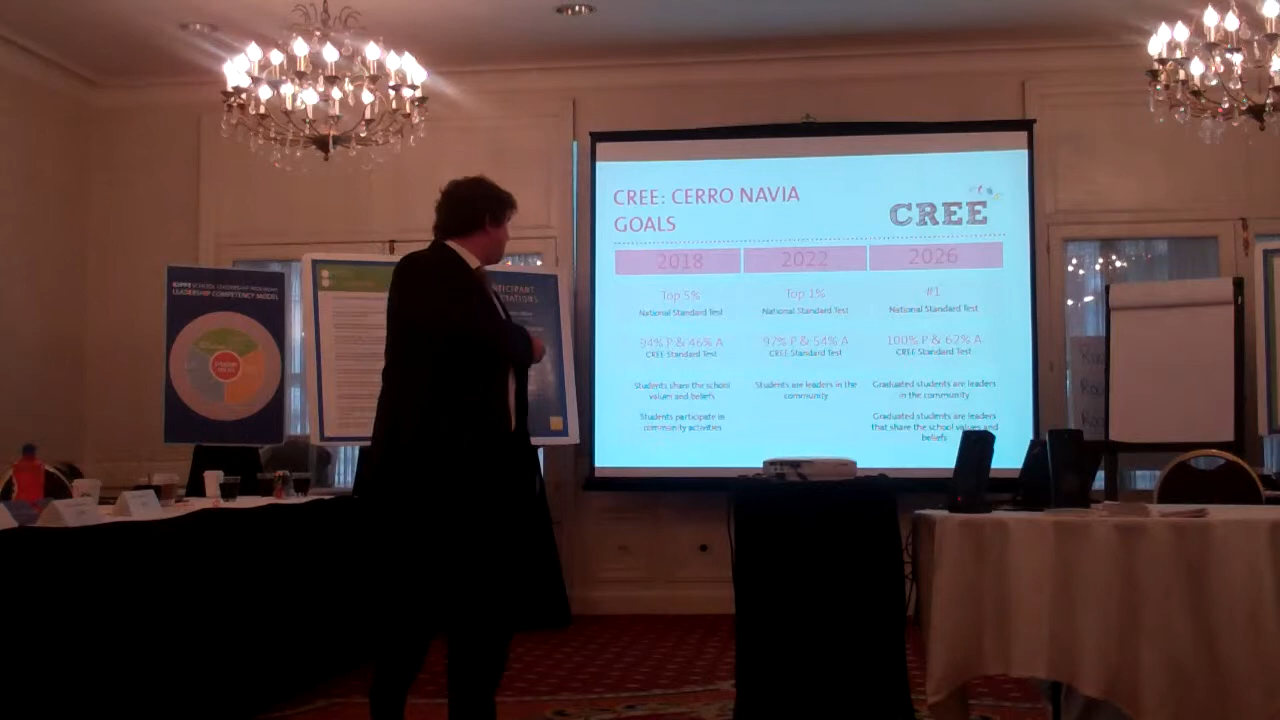 CREE: CERRO NAVIA
GOALS
CREE
2018
2022
2026
Top 5%
National Standard Test
94% P & 46% A
CREE Standard Test
Students share the school
values and beliefs
Students participate in
community activities
Top 1%
National Standard Test
97% P & 54% A
CREE Standard Test
Students are leaders in the
community
#1
National Standard Test
100% P & 62% A
CREE Standard Test
Graduated students are leaders
in the community
Graduated students are leaders
that share the school values and
beliefs
KIPP SCHOOL LEADERSHIP PROGRAMS
LEADERSHIP COMPETENCY MODEL